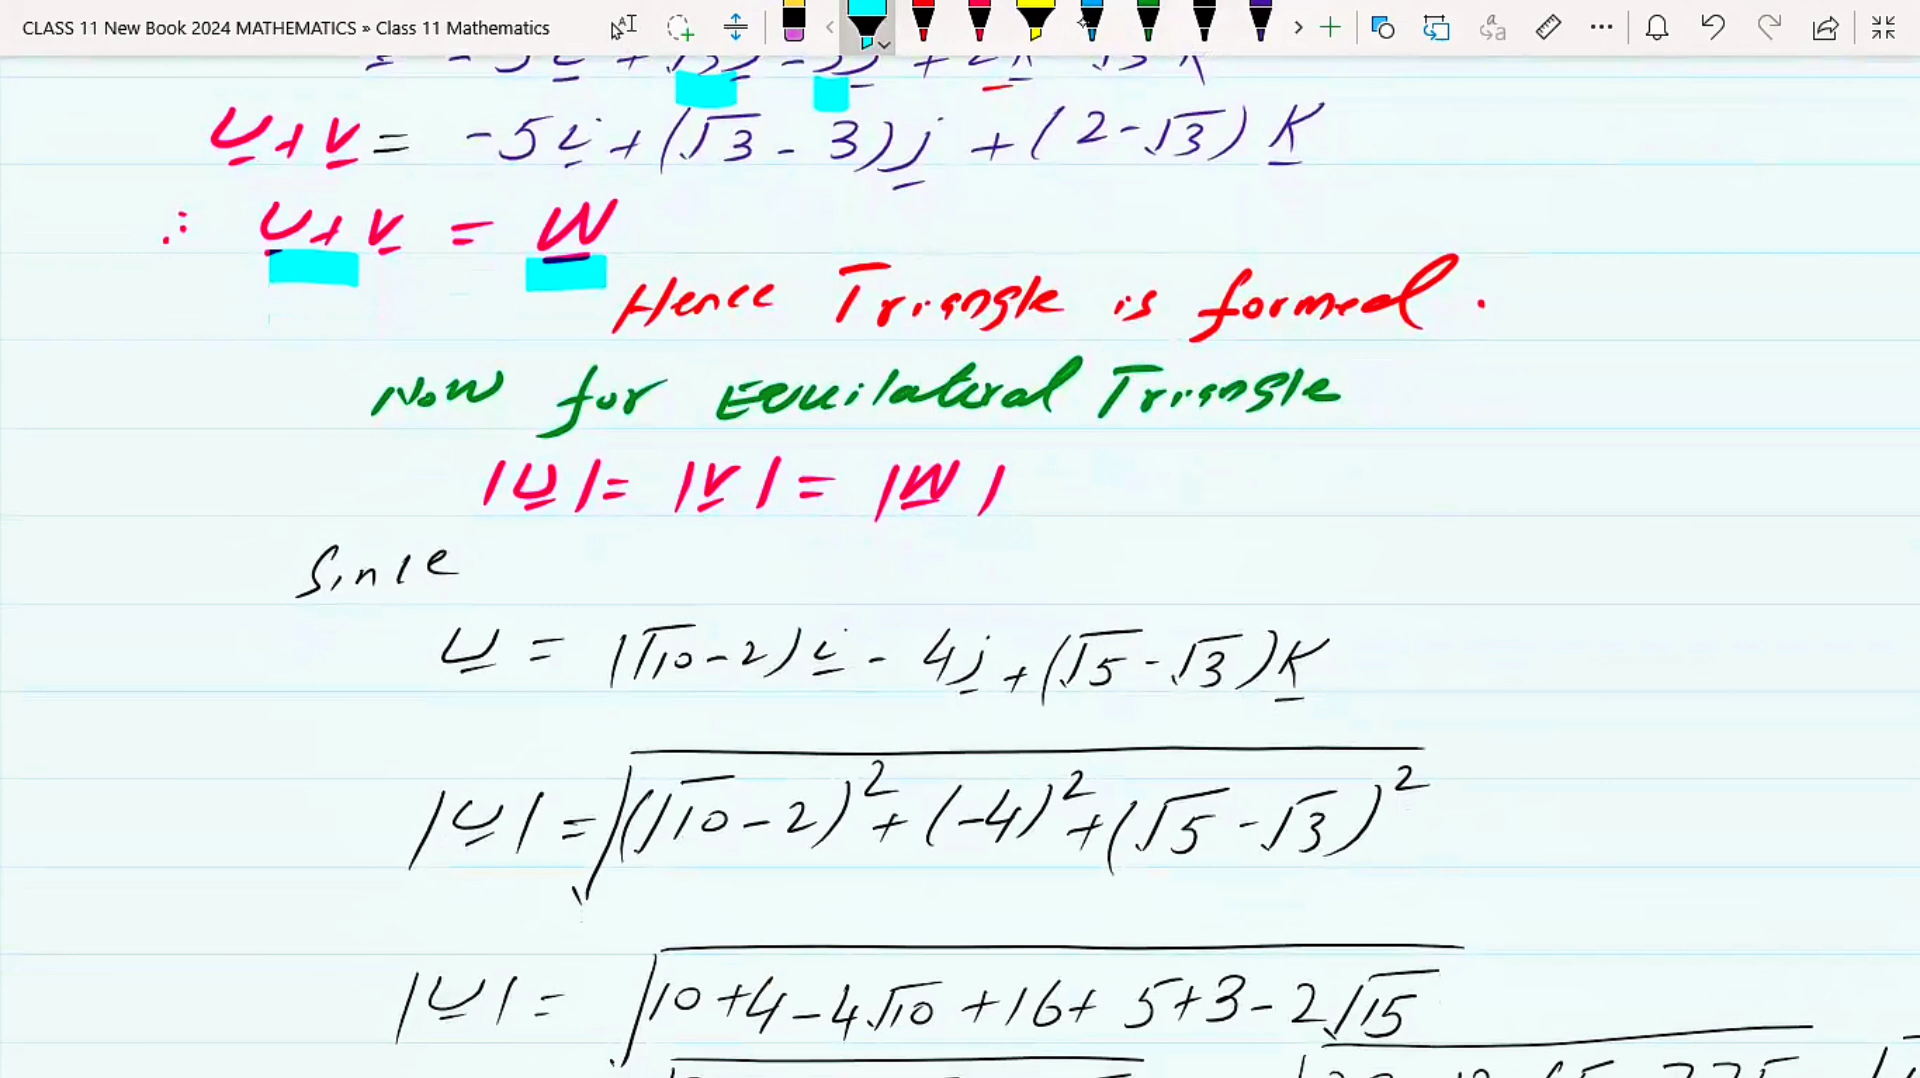 CLASS 11 New Book 2024 MATHEMATICS » Class 11 Mathematics
U + V = -5i + (√3 - 3)j + (2-√3) K
∴ U + V = W
Hence Triangle is formed.
Now for Equilateral Triangle
|U| = |V| = |W|
Since
U = (√10-2)i - 4j + (√5-√3)K
|U| = √((√10-2)² + (-4)² + (√5-√3)²)
|U| = √(10+4-4√10+16+5+3-2√15)